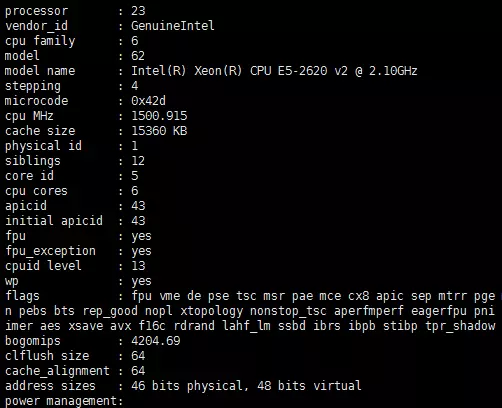 processor : 23
vendor_id : GenuineIntel
cpu family : 6
model : 62
model name : Intel(R) Xeon(R) CPU E5-2620 v2 @ 2.10GHz
stepping : 4
microcode : 0x42d
cpu MHz : 1500.915
cache size : 15360 KB
physical id : 1
siblings : 12
core id : 5
cpu cores : 6
apicid : 43
initial apicid : 43
fpu : yes
fpu_exception : yes
cpuid level : 13
wp : yes
flags : fpu vme de pse tsc msr pae mce cx8 apic sep mtrr pge
n pebs bts rep_good nopl xtopology nonstop_tsc aperfmperf eagerfpu pni
imer aes xsave avx f16c rdrand lahf_lm ssbd ibrs ibpb stibp tpr_shadow
bogomips : 4204.69
clflush size : 64
cache_alignment : 64
address sizes : 46 bits physical, 48 bits virtual
power management: